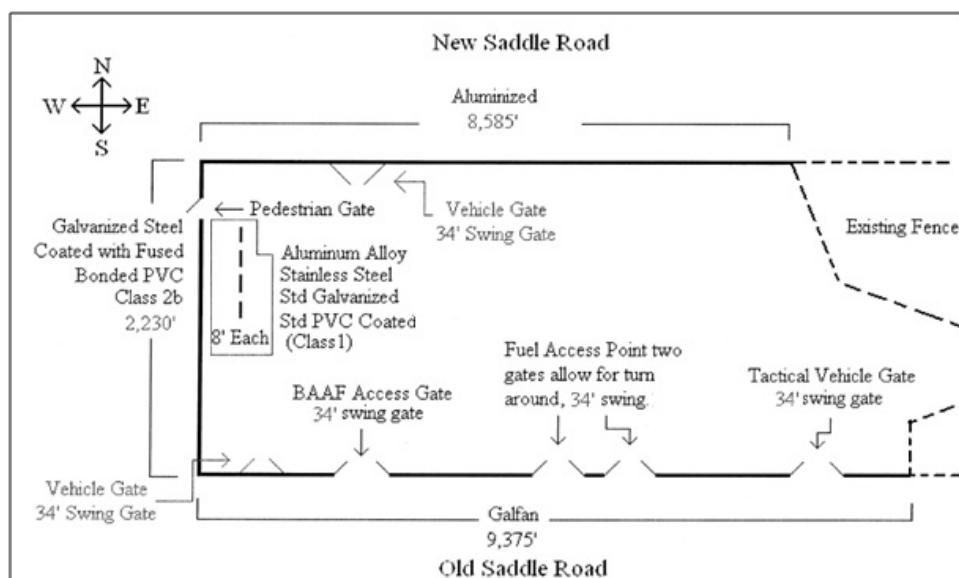 New Saddle Road
N
W E
S
Aluminized
8,585'
Pedestrian Gate
Vehicle Gate
34' Swing Gate
Existing Fence
Galvanized Steel
Coated with Fused
Bonded PVC
Class 2b
2,230'
Aluminum Alloy
Stainless Steel
Std Galvanized
Std PVC Coated
(Class1)
8' Each
BAAF Access Gate
34' swing gate
Fuel Access Point two
gates allow for turn
around, 34' swing.
Tactical Vehicle Gate
34' swing gate
Vehicle Gate
34' Swing Gate
Galfan
9,375'
Old Saddle Road